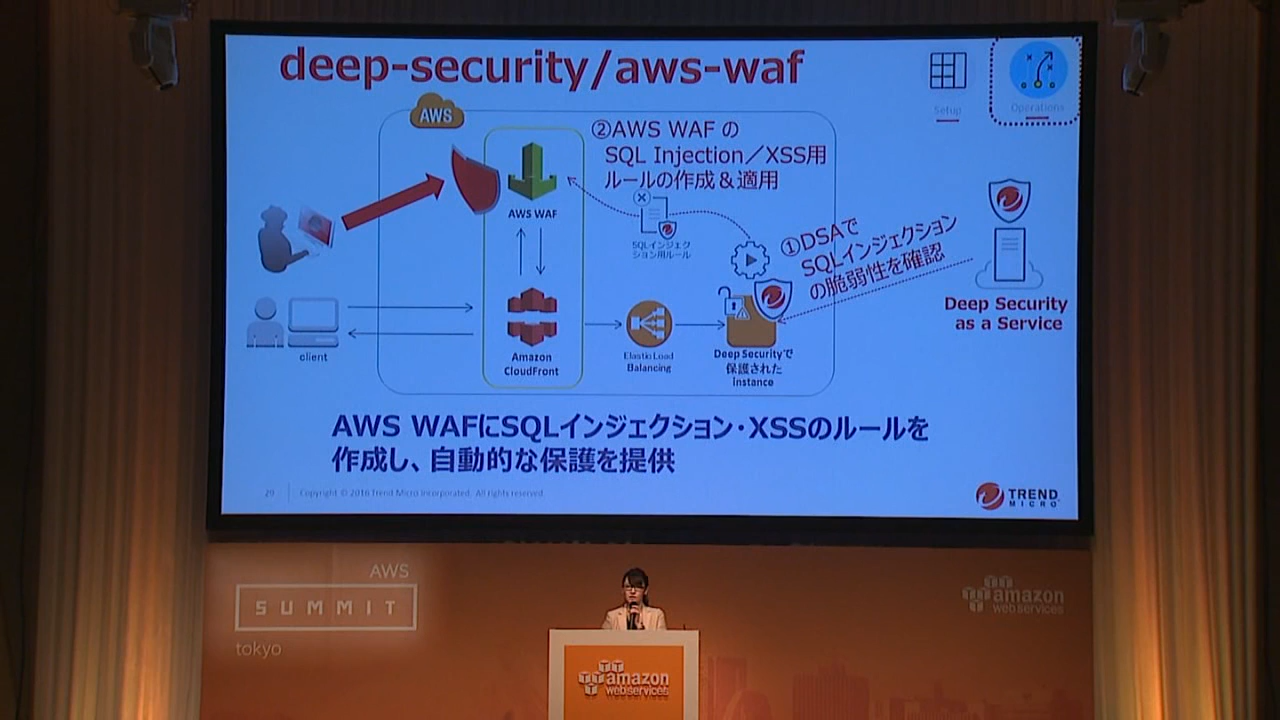 deep-security/aws-waf
Setup
Operations
AWS
②AWS WAF の
SQL Injection／XSS用
ルールの作成＆適用
AWS WAF
SQLインジェク
ション用ルール
①DSAで
SQLインジェクション
の脆弱性を確認
Deep Security
as a Service
client
Amazon
CloudFront
Elastic Load
Balancing
Deep Securityで
保護された
Instance
AWS WAFにSQLインジェクション・XSSのルールを
作成し、自動的な保護を提供
29
Copyright © 2016 Trend Micro Incorporated. All rights reserved.
TREND
MICRO
AWS
SUMMIT
tokyo
amazon
webservices
amazon
webservices